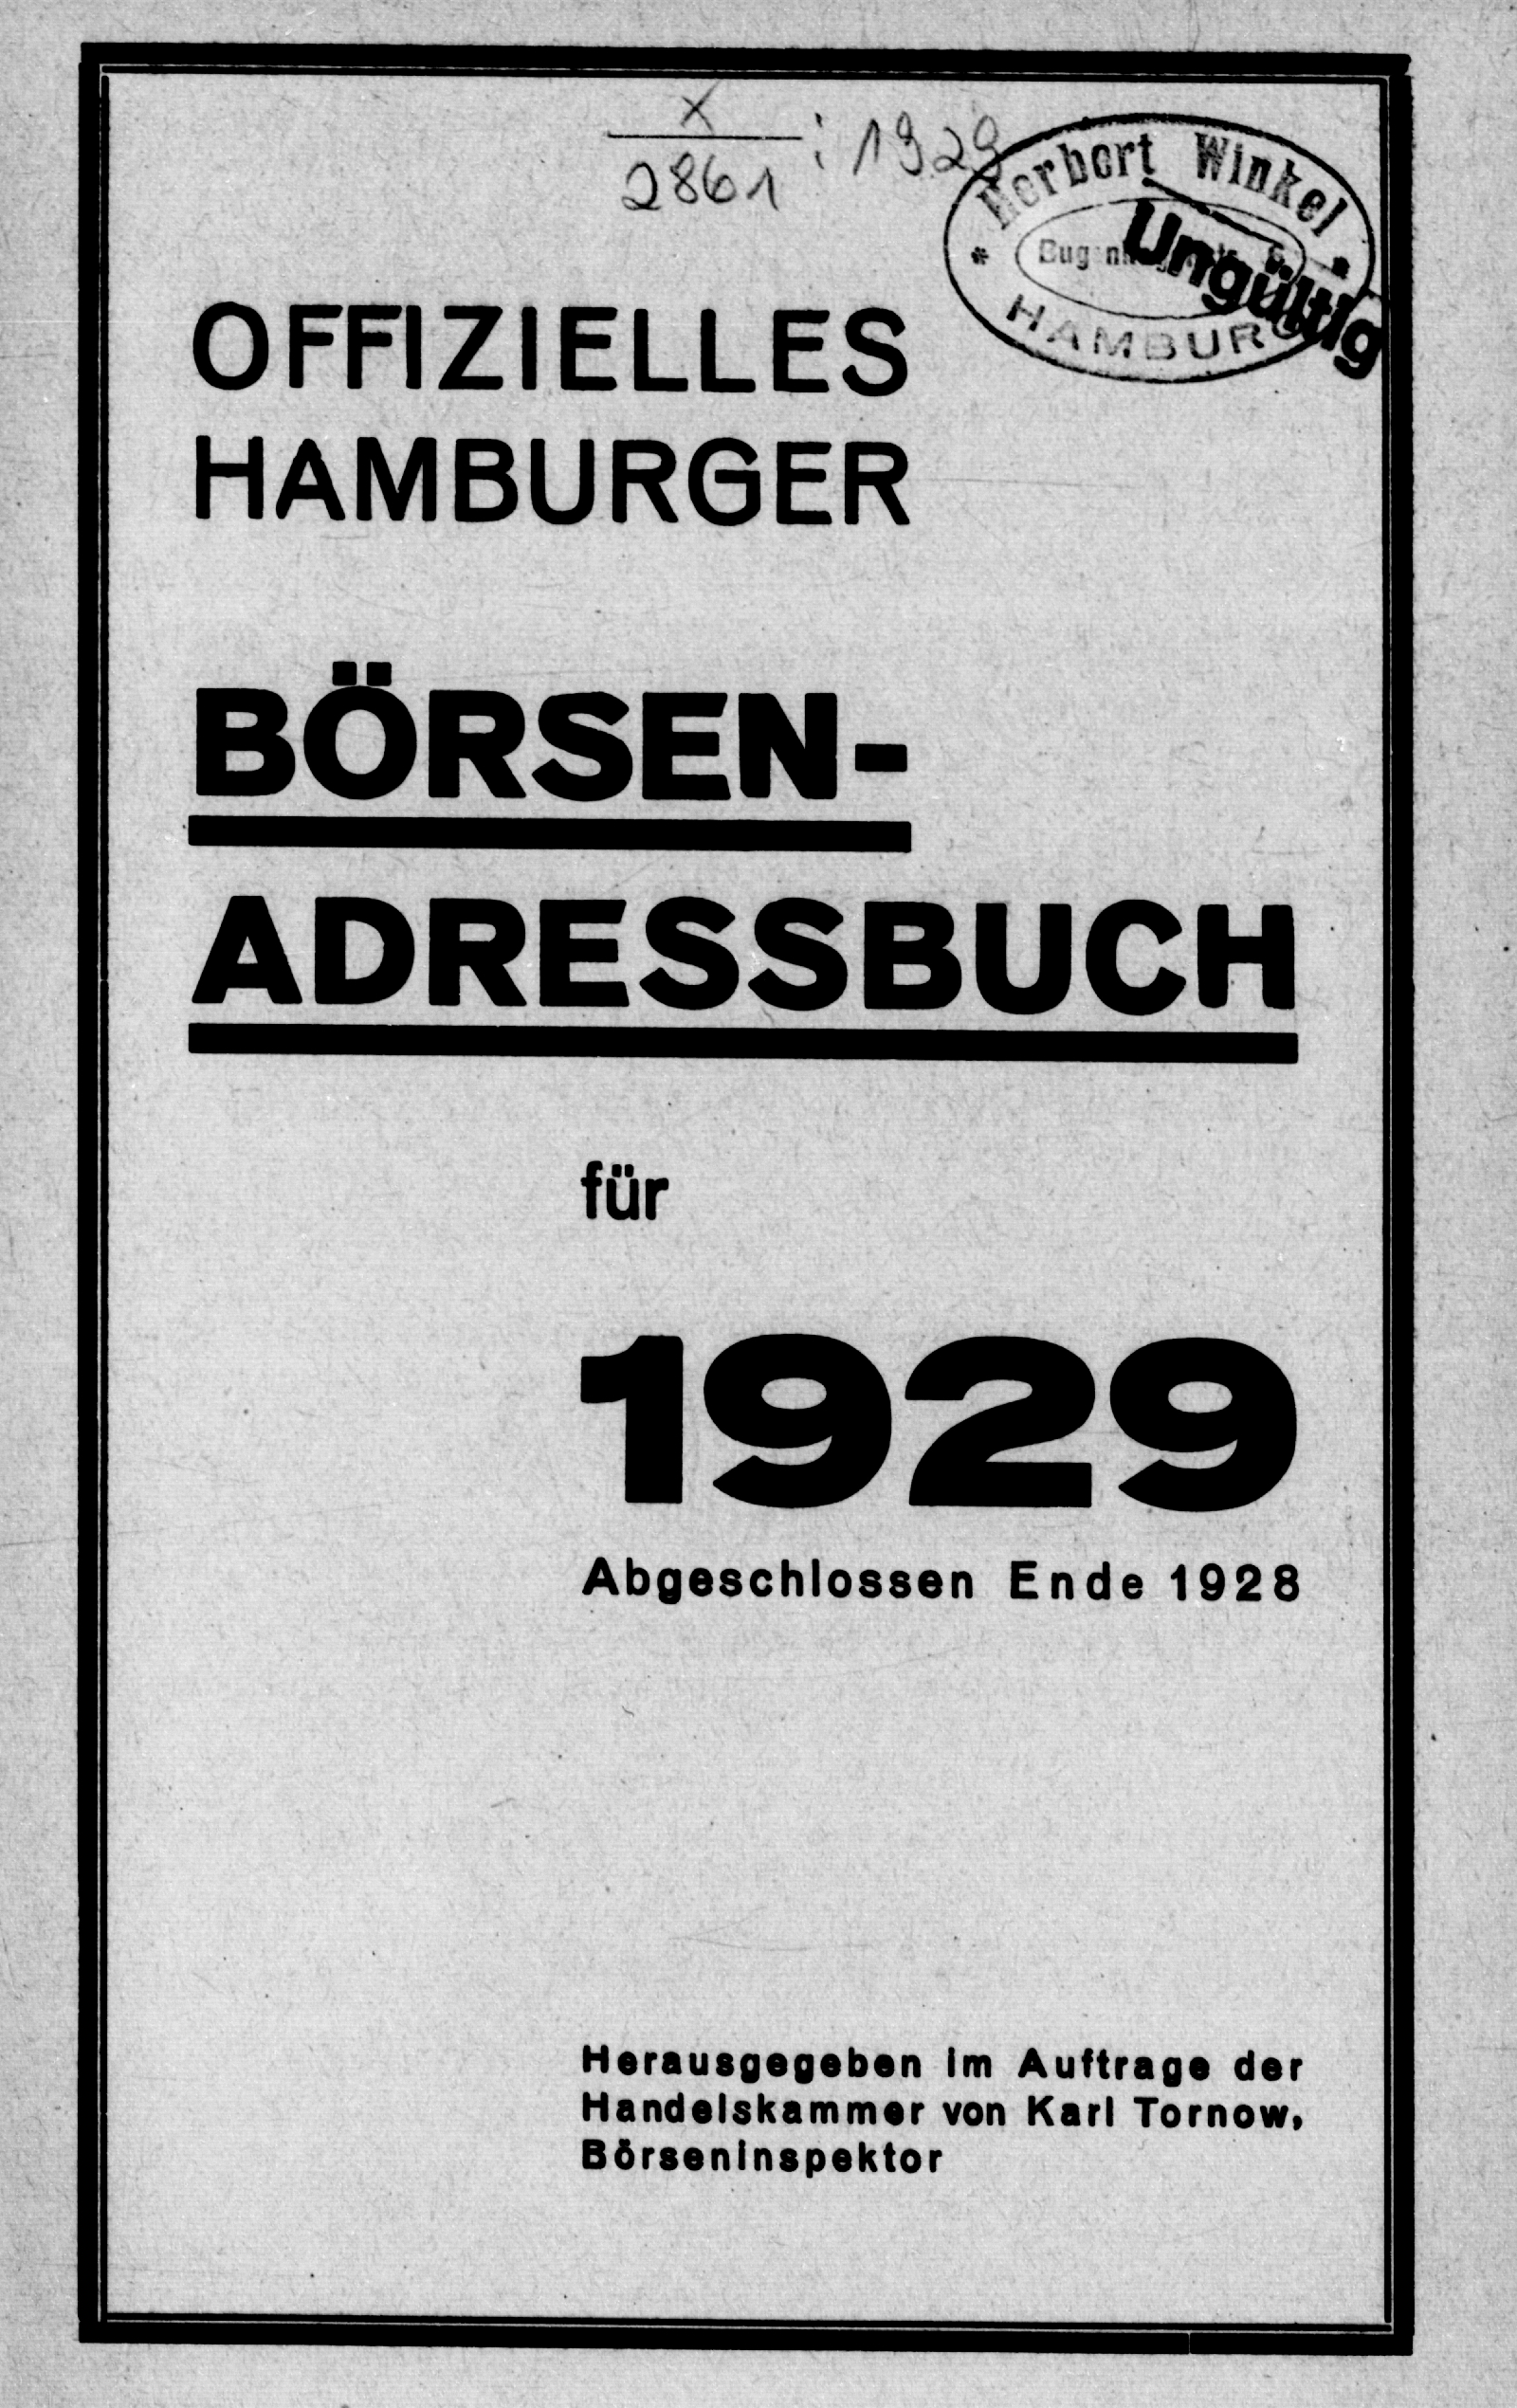 X
2861 : 1929
Herbert Winkel
Ungültig
HAMBURG
OFFIZIELLES
HAMBURGER
BÖRSEN-
ADRESSBUCH
für
1929
Abgeschlossen Ende 1928
Herausgegeben im Auftrage der
Handelskammer von Karl Tornow,
Börseninspektor